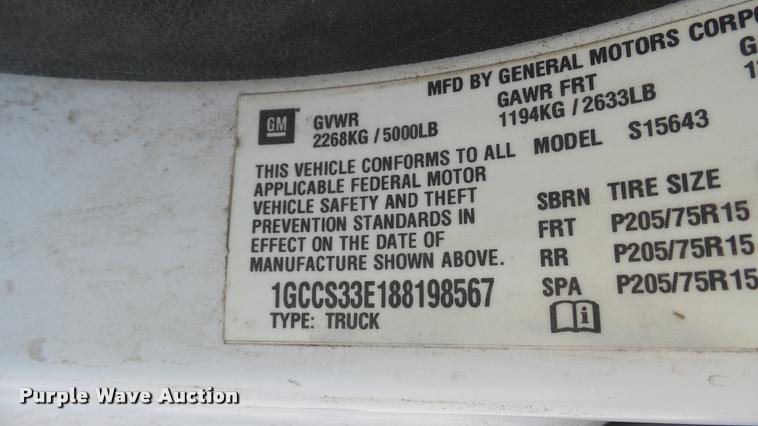 MFD BY GENERAL MOTORS CORPO
GM
GVWR
2268KG / 5000LB
GAWR FRT
1194KG / 2633LB
THIS VEHICLE CONFORMS TO ALL
APPLICABLE FEDERAL MOTOR
VEHICLE SAFETY AND THEFT
PREVENTION STANDARDS IN
EFFECT ON THE DATE OF
MANUFACTURE SHOWN ABOVE.
1GCCS33E188198567
TYPE: TRUCK
MODEL S15643
SBRN TIRE SIZE
FRT P205/75R15
RR P205/75R15
SPA P205/75R15
i
Purple Wave Auction